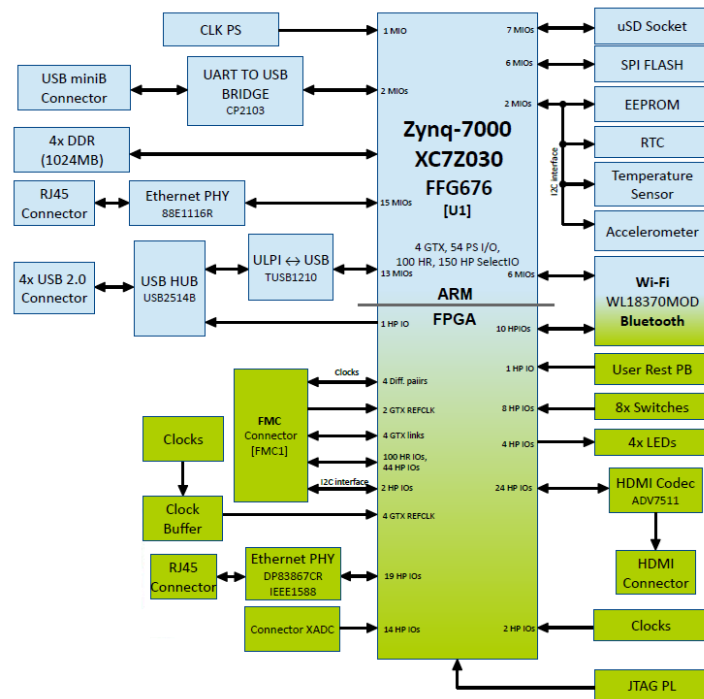 CLK PS
USB miniB
Connector
UART TO USB
BRIDGE
CP2103
4x DDR
(1024MB)
RJ45
Connector
Ethernet PHY
88E1116R
4x USB 2.0
Connector
USB HUB
USB2514B
ULPI ↔ USB
TUSB1210
1 MIO
2 MIOs
15 MIOs
13 MIOs
1 HP IO
7 MIOs
6 MIOs
2 MIOs
Zynq-7000
XC7Z030
FFG676
[U1]
4 GTX, 54 PS I/O,
100 HR, 150 HP SelectIO
6 MIOs
ARM
FPGA
10 HPIOs
uSD Socket
SPI FLASH
EEPROM
RTC
I2C interface
Temperature
Sensor
Accelerometer
Wi-Fi
WL18370MOD
Bluetooth
FMC
Connector
[FMC1]
Clocks
4 Diff. paiirs
2 GTX REFCLK
4 GTX links
100 HR IOs,
44 HP IOs
I2C interface
2 HP IOs
Clocks
Clock
Buffer
4 GTX REFCLK
RJ45
Connector
Ethernet PHY
DP83867CR
IEEE1588
19 HP IOs
Connector XADC
14 HP IOs
1 HP IO
User Rest PB
8 HP IOs
8x Switches
4 HP IOs
4x LEDs
24 HP IOs
HDMI Codec
ADV7511
HDMI
Connector
2 HP IOs
Clocks
JTAG PL